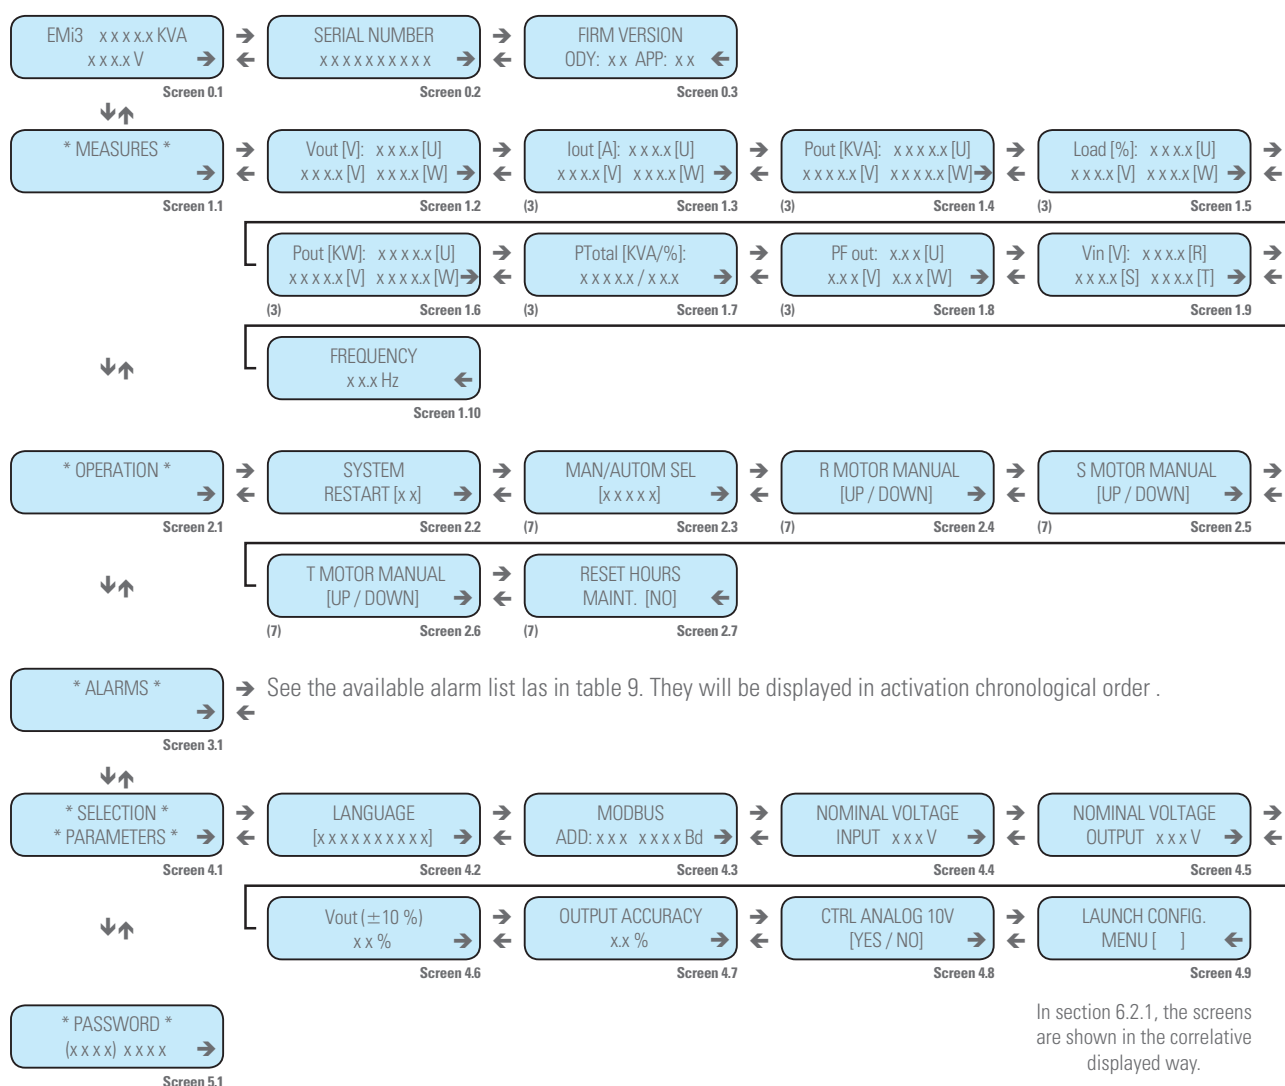 EMi3 x x x x.x KVA
x x x.x V
Screen 0.1
SERIAL NUMBER
x x x x x x x x x x
Screen 0.2
FIRM VERSION
ODY: x x APP: x x
Screen 0.3
* MEASURES *
Screen 1.1
Vout [V]: x x x.x [U]
x x x.x [V] x x x.x [W]
Screen 1.2
Iout [A]: x x x.x [U]
x x x.x [V] x x x.x [W]
(3) Screen 1.3
Pout [KVA]: x x x x.x [U]
x x x x.x [V] x x x x.x [W]
(3) Screen 1.4
Load [%]: x x x.x [U]
x x x.x [V] x x x.x [W]
(3) Screen 1.5
Pout [KW]: x x x x.x [U]
x x x x.x [V] x x x x.x [W]
(3) Screen 1.6
PTotal [KVA/%]:
x x x x.x / x x.x
(3) Screen 1.7
PF out: x.x x [U]
x.x x [V] x.x x [W]
(3) Screen 1.8
Vin [V]: x x x.x [R]
x x x.x [S] x x x.x [T]
Screen 1.9
FREQUENCY
x x.x Hz
Screen 1.10
* OPERATION *
Screen 2.1
SYSTEM
RESTART [x x]
Screen 2.2
MAN/AUTOM SEL
[x x x x x]
(7) Screen 2.3
R MOTOR MANUAL
[UP / DOWN]
(7) Screen 2.4
S MOTOR MANUAL
[UP / DOWN]
(7) Screen 2.5
T MOTOR MANUAL
[UP / DOWN]
(7) Screen 2.6
RESET HOURS
MAINT. [NO]
(7) Screen 2.7
* ALARMS *
Screen 3.1
See the available alarm list las in table 9. They will be displayed in activation chronological order .
* SELECTION *
* PARAMETERS *
Screen 4.1
LANGUAGE
[x x x x x x x x x x]
Screen 4.2
MODBUS
ADD: x x x x x x x Bd
Screen 4.3
NOMINAL VOLTAGE
INPUT x x x V
Screen 4.4
NOMINAL VOLTAGE
OUTPUT x x x V
Screen 4.5
Vout (±10 %)
x x %
Screen 4.6
OUTPUT ACCURACY
x.x %
Screen 4.7
CTRL ANALOG 10V
[YES / NO]
Screen 4.8
LAUNCH CONFIG.
MENU [ ]
Screen 4.9
* PASSWORD *
(x x x x) x x x x
Screen 5.1
In section 6.2.1, the screens
are shown in the correlative
displayed way.